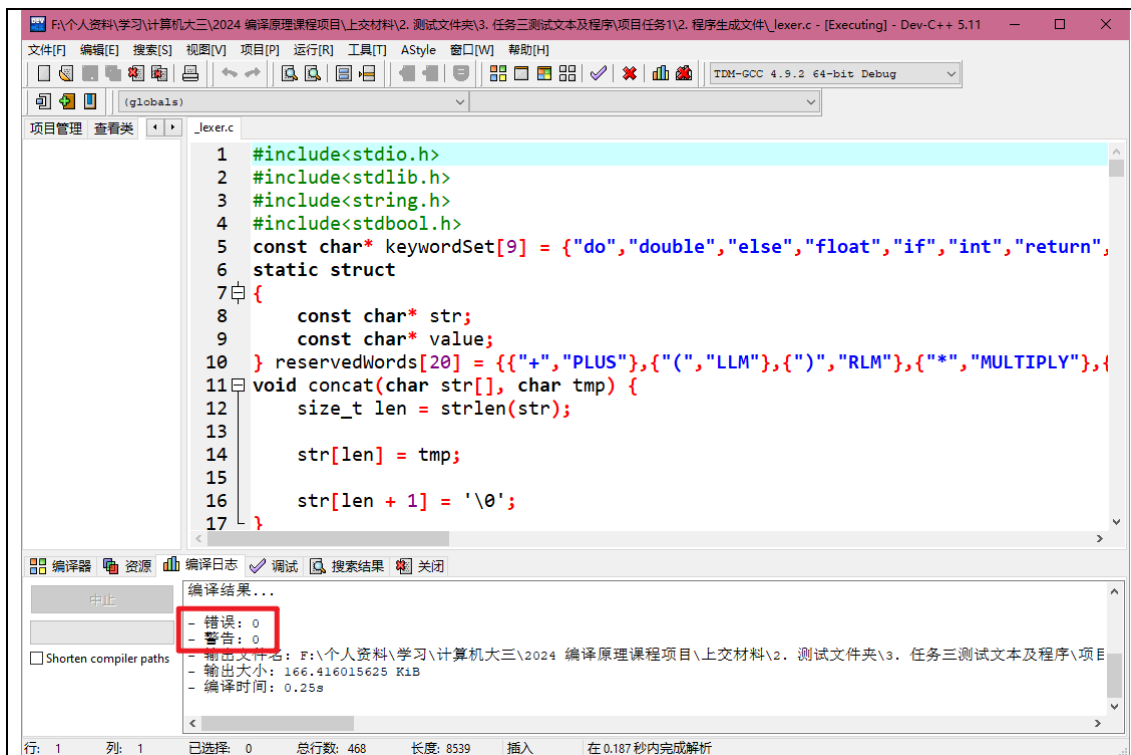 F:\个人资料\学习\计算机大三\2024 编译原理课程项目\上交材料\2. 测试文件夹\3. 任务三测试文本及程序\项目任务1\2. 程序生成文件\_lexer.c - [Executing] - Dev-C++ 5.11
文件[F] 编辑[E] 搜索[S] 视图[V] 项目[P] 运行[R] 工具[T] AStyle 窗口[W] 帮助[H]
TDM-GCC 4.9.2 64-bit Debug
(globals)
项目管理 查看类 _lexer.c
1 #include<stdio.h>
2 #include<stdlib.h>
3 #include<string.h>
4 #include<stdbool.h>
5 const char* keywordSet[9] = {"do","double","else","float","if","int","return",
6 static struct
7 {
8 const char* str;
9 const char* value;
10 } reservedWords[20] = {{"+","PLUS"},{"(","LLM"},{")","RLM"},{"*","MULTIPLY"},{
11 void concat(char str[], char tmp) {
12 size_t len = strlen(str);
13
14 str[len] = tmp;
15
16 str[len + 1] = '\0';
17 }
编译器 资源 编译日志 调试 搜索结果 关闭
中止
Shorten compiler paths
编译结果...
- 错误: 0
- 警告: 0
- 输出文件名: F:\个人资料\学习\计算机大三\2024 编译原理课程项目\上交材料\2. 测试文件夹\3. 任务三测试文本及程序\项目
- 输出大小: 166.416015625 KiB
- 编译时间: 0.25s
行: 1 列: 1 已选择: 0 总行数: 468 长度: 8539 插入 在 0.187 秒内完成解析